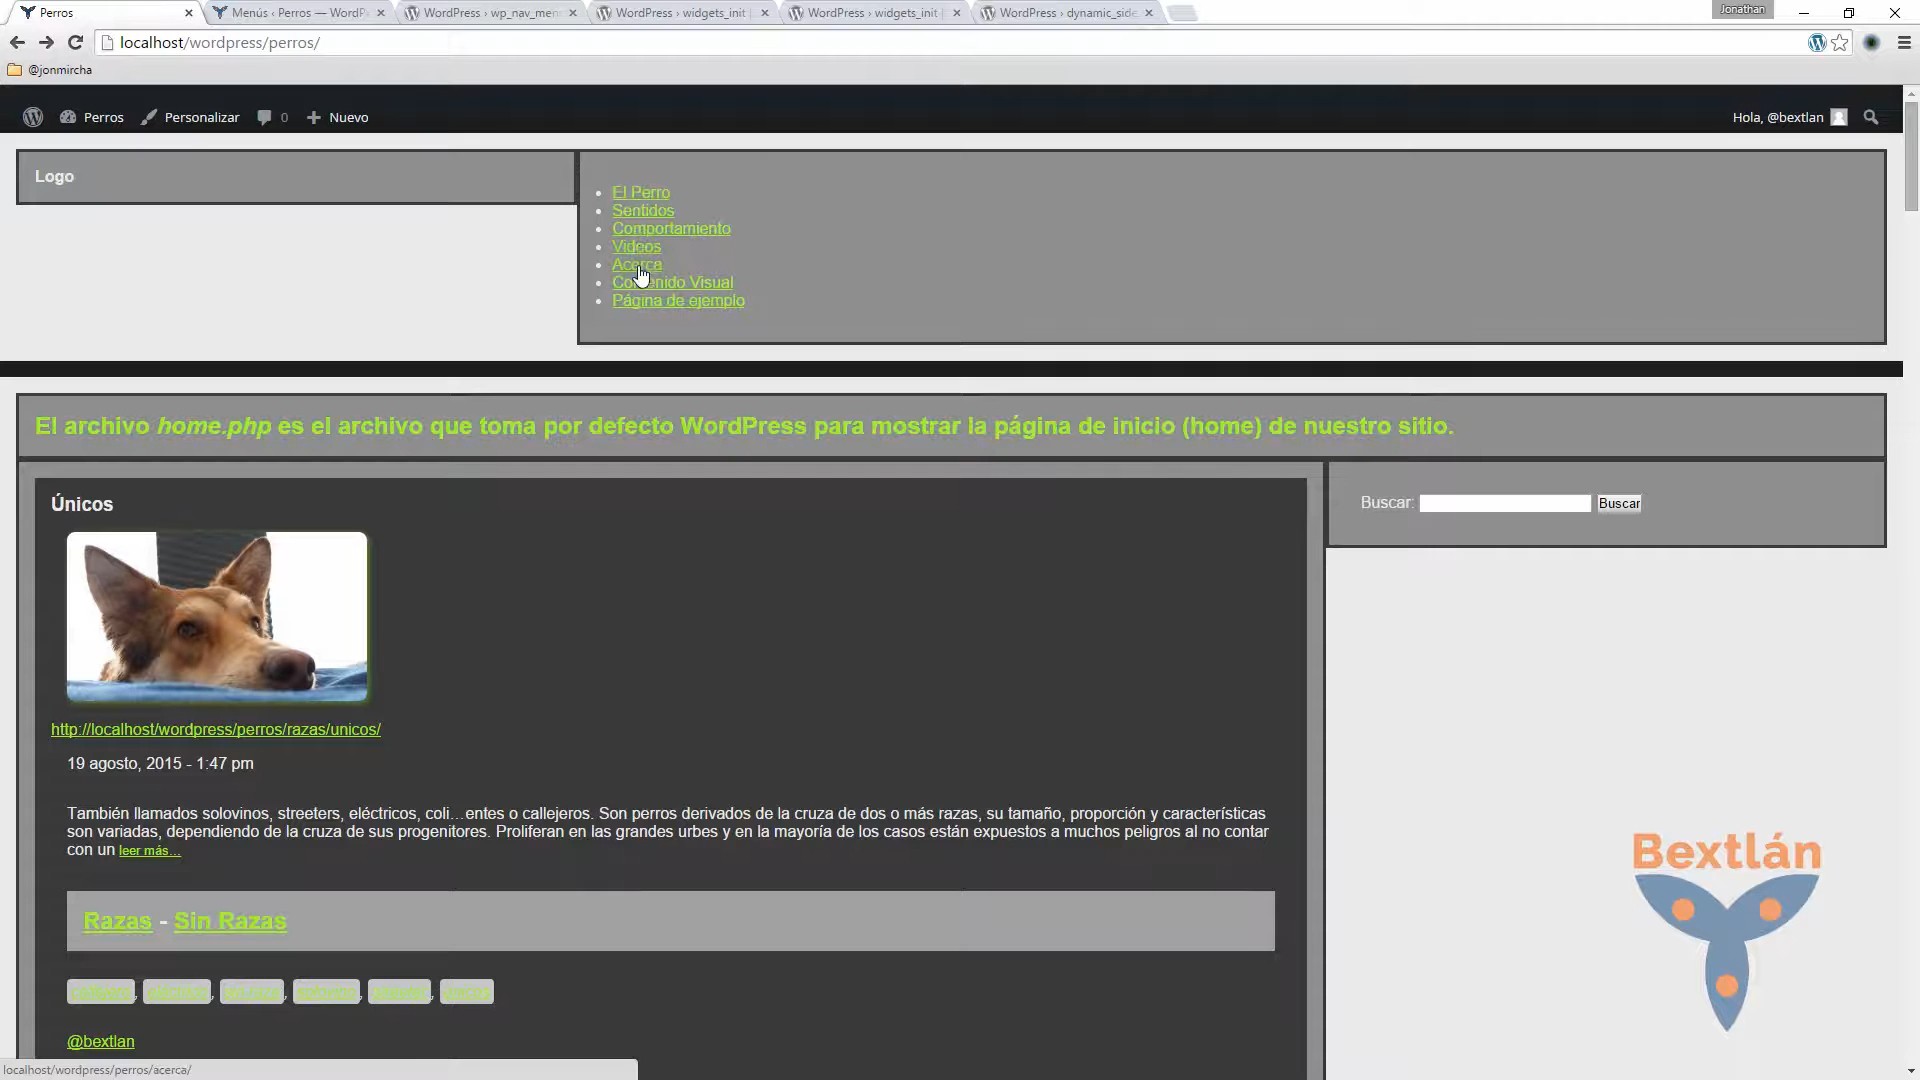 Perros
Menús ‹ Perros — WordP
WordPress › wp_nav_men
WordPress › widgets_init
WordPress › widgets_init
WordPress › dynamic_side
Jonathan
localhost/wordpress/perros/
@jonmircha
Perros
Personalizar
0
Nuevo
Hola, @bextlan
Logo
El Perro
Sentidos
Comportamiento
Videos
Acerca
Página de ejemplo
El archivo home.php es el archivo que toma por defecto WordPress para mostrar la página de inicio (home) de nuestro sitio.
Únicos
http://localhost/wordpress/perros/razas/unicos/
19 agosto, 2015 - 1:47 pm
También llamados solovinos, streeters, eléctricos, coli…entes o callejeros. Son perros derivados de la cruza de dos o más razas, su tamaño, proporción y características
son variadas, dependiendo de la cruza de sus progenitores. Proliferan en las grandes urbes y en la mayoría de los casos están expuestos a muchos peligros al no contar
con un leer más...
Razas - Sin Razas
@bextlan
Buscar:
Buscar
Bextlán
localhost/wordpress/perros/acerca/